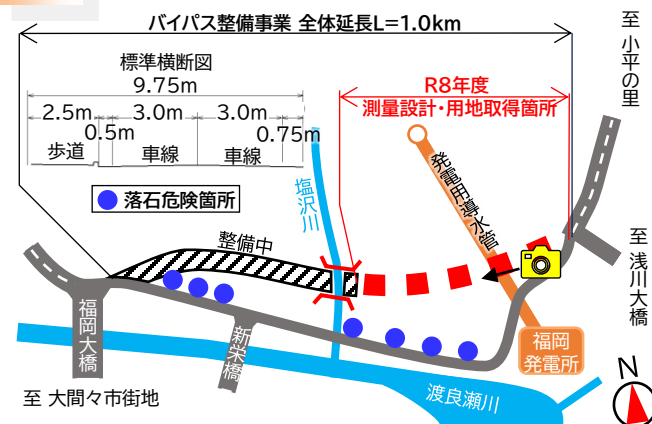 バイパス整備事業 全体延長L=1.0km
標準横断図
9.75m
2.5m
0.5m
3.0m
3.0m
0.75m
歩道
車線
車線
R8年度
測量設計・用地取得箇所
至 小平の里
落石危険箇所
塩沢川
発電用導水管
整備中
至 浅川大橋
福岡大橋
新栄橋
福岡
発電所
至 大間々市街地
渡良瀬川
N